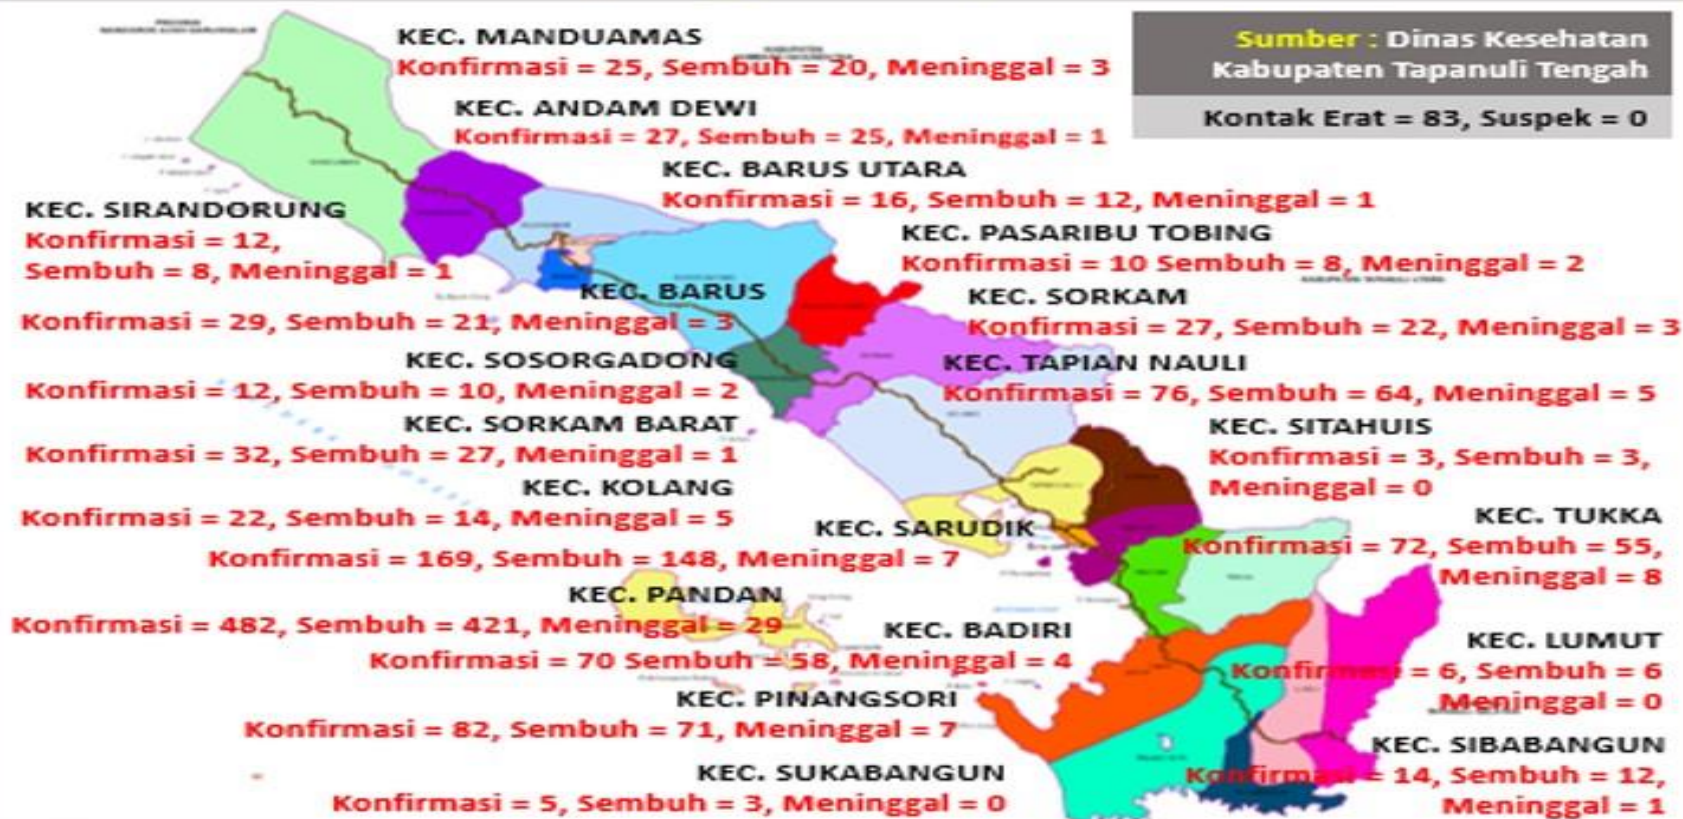 KEC. MANDUAMAS
Konfirmasi = 25, Sembuh = 20, Meninggal = 3
Sumber : Dinas Kesehatan
Kabupaten Tapanuli Tengah
Kontak Erat = 83, Suspek = 0
KEC. ANDAM DEWI
Konfirmasi = 27, Sembuh = 25, Meninggal = 1
KEC. BARUS UTARA
Konfirmasi = 16, Sembuh = 12, Meninggal = 1
KEC. SIRANDORUNG
Konfirmasi = 12,
Sembuh = 8, Meninggal = 1
KEC. PASARIBU TOBING
Konfirmasi = 10 Sembuh = 8, Meninggal = 2
KEC. BARUS
Konfirmasi = 29, Sembuh = 21, Meninggal = 3
KEC. SORKAM
Konfirmasi = 27, Sembuh = 22, Meninggal = 3
KEC. SOSORGADONG
Konfirmasi = 12, Sembuh = 10, Meninggal = 2
KEC. TAPIAN NAULI
Konfirmasi = 76, Sembuh = 64, Meninggal = 5
KEC. SORKAM BARAT
Konfirmasi = 32, Sembuh = 27, Meninggal = 1
KEC. SITAHUIS
Konfirmasi = 3, Sembuh = 3,
Meninggal = 0
KEC. KOLANG
Konfirmasi = 22, Sembuh = 14, Meninggal = 5
KEC. SARUDIK
Konfirmasi = 169, Sembuh = 148, Meninggal = 7
KEC. TUKKA
Konfirmasi = 72, Sembuh = 55,
Meninggal = 8
KEC. PANDAN
Konfirmasi = 482, Sembuh = 421, Meninggal = 29
KEC. BADIRI
Konfirmasi = 70 Sembuh = 58, Meninggal = 4
KEC. LUMUT
Konfirmasi = 6, Sembuh = 6
Meninggal = 0
KEC. PINANGSORI
Konfirmasi = 82, Sembuh = 71, Meninggal = 7
KEC. SIBABANGUN
Konfirmasi = 14, Sembuh = 12,
Meninggal = 1
KEC. SUKABANGUN
Konfirmasi = 5, Sembuh = 3, Meninggal = 0